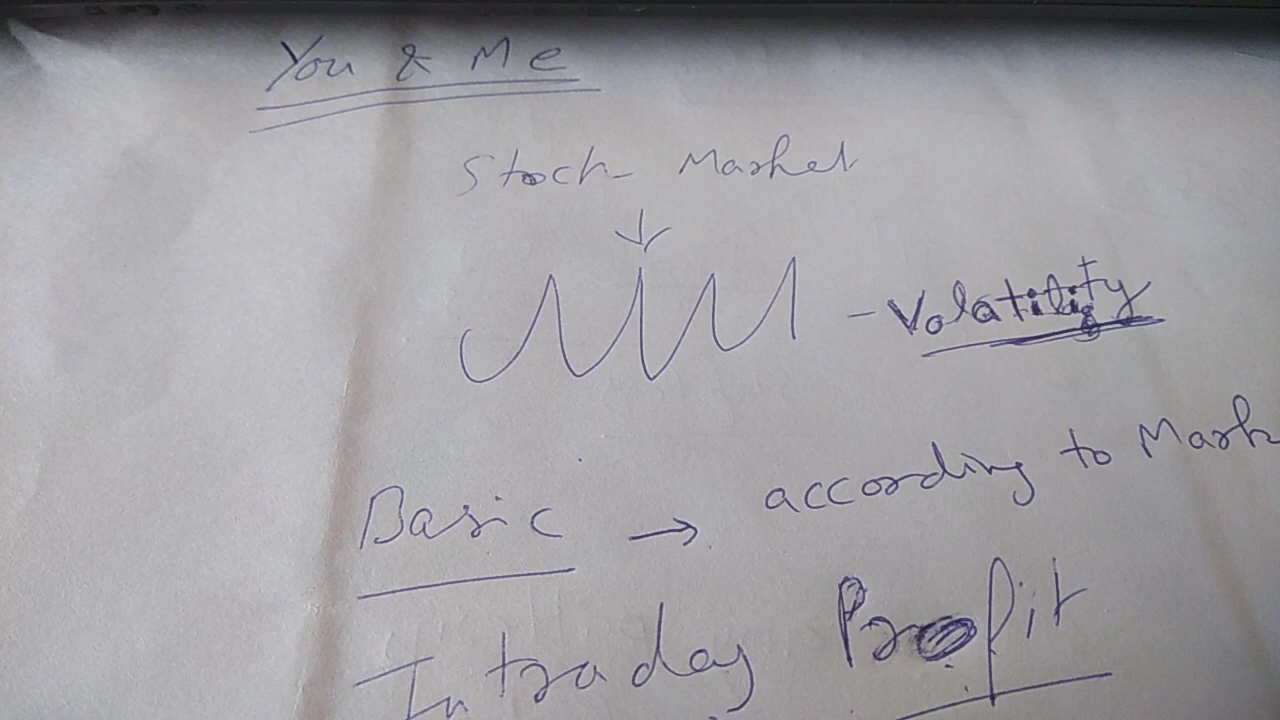 You & Me
Stock Market
- Volatility
Basic → according to Mark
Intraday Profit